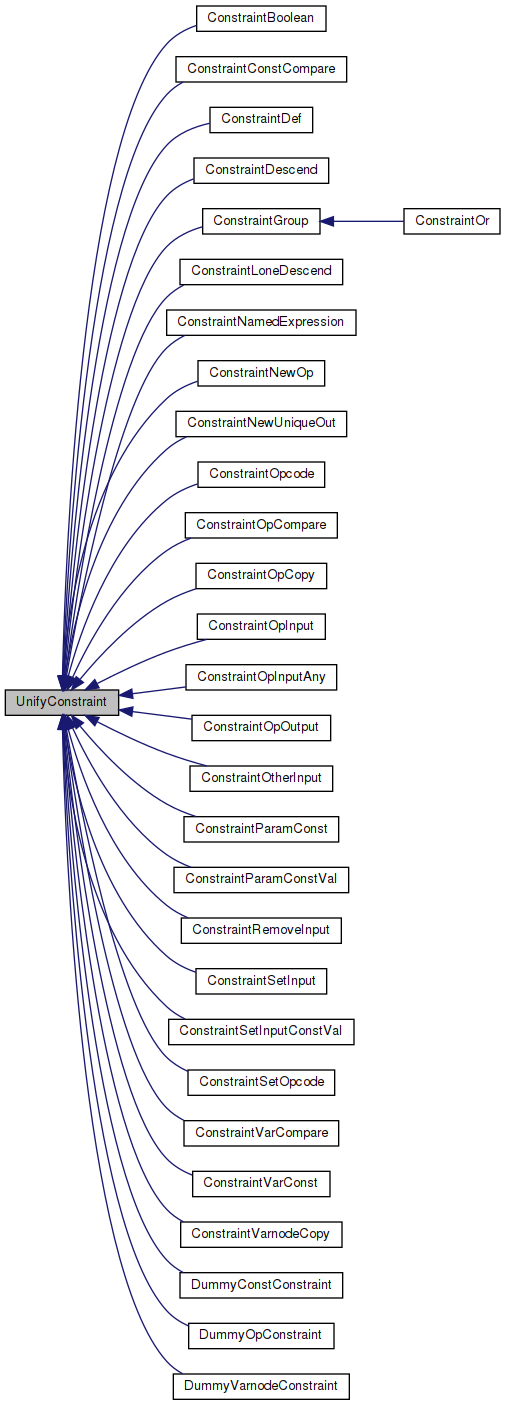 ConstraintBoolean
ConstraintConstCompare
ConstraintDef
ConstraintDescend
ConstraintGroup
ConstraintOr
ConstraintLoneDescend
ConstraintNamedExpression
ConstraintNewOp
ConstraintNewUniqueOut
ConstraintOpcode
ConstraintOpCompare
ConstraintOpCopy
ConstraintOpInput
ConstraintOpInputAny
UnifyConstraint
ConstraintOpOutput
ConstraintOtherInput
ConstraintParamConst
ConstraintParamConstVal
ConstraintRemoveInput
ConstraintSetInput
ConstraintSetInputConstVal
ConstraintSetOpcode
ConstraintVarCompare
ConstraintVarConst
ConstraintVarnodeCopy
DummyConstConstraint
DummyOpConstraint
DummyVarnodeConstraint